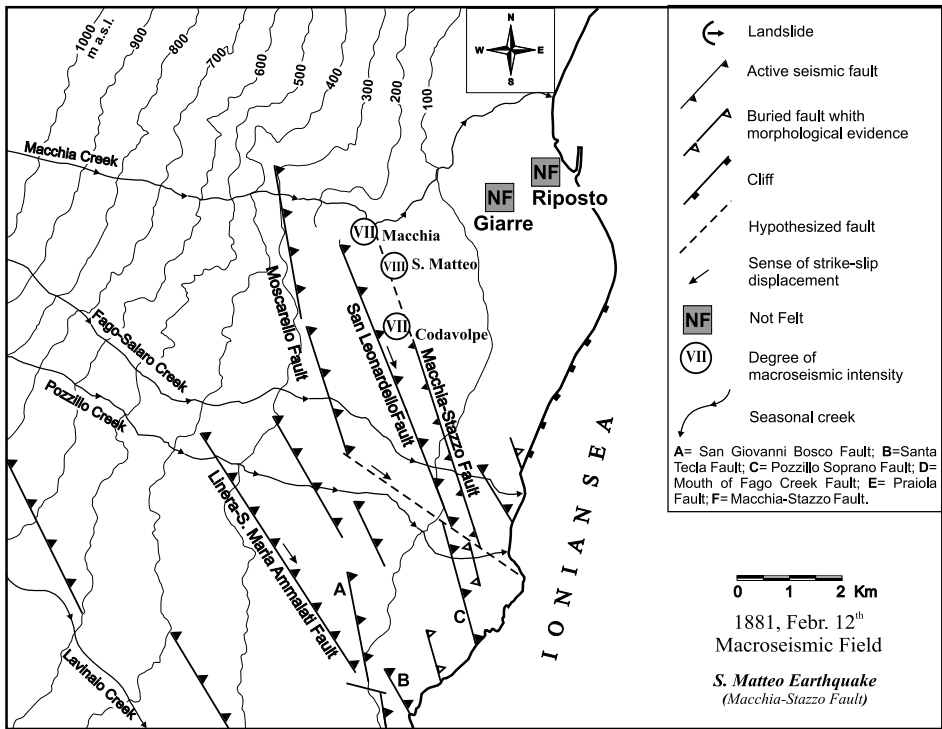 1000
m a.s.l.
900
800
700
600
500
400
300
200
100
N
W E
S
Macchia Creek
NF
Riposto
NF
Giarre
VII Macchia
VIII S. Matteo
VII Codavolpe
Moscarello Fault
San Leonardello Fault
Macchia-Stazzo Fault
Fago-Salaro Creek
Pozzillo Creek
Linera-S. Maria Ammalati Fault
Lavinaio Creek
A
B
C
IONIAN SEA
Landslide
Active seismic fault
Buried fault whith
morphological evidence
Cliff
Hypothesized fault
Sense of strike-slip
displacement
NF Not Felt
VII Degree of
macroseismic intensity
Seasonal creek
A= San Giovanni Bosco Fault; B=Santa
Tecla Fault; C= Pozzillo Soprano Fault; D=
Mouth of Fago Creek Fault; E= Praiola
Fault; F= Macchia-Stazzo Fault.
0 1 2 Km
1881, Febr. 12th
Macroseismic Field
S. Matteo Earthquake
(Macchia-Stazzo Fault)